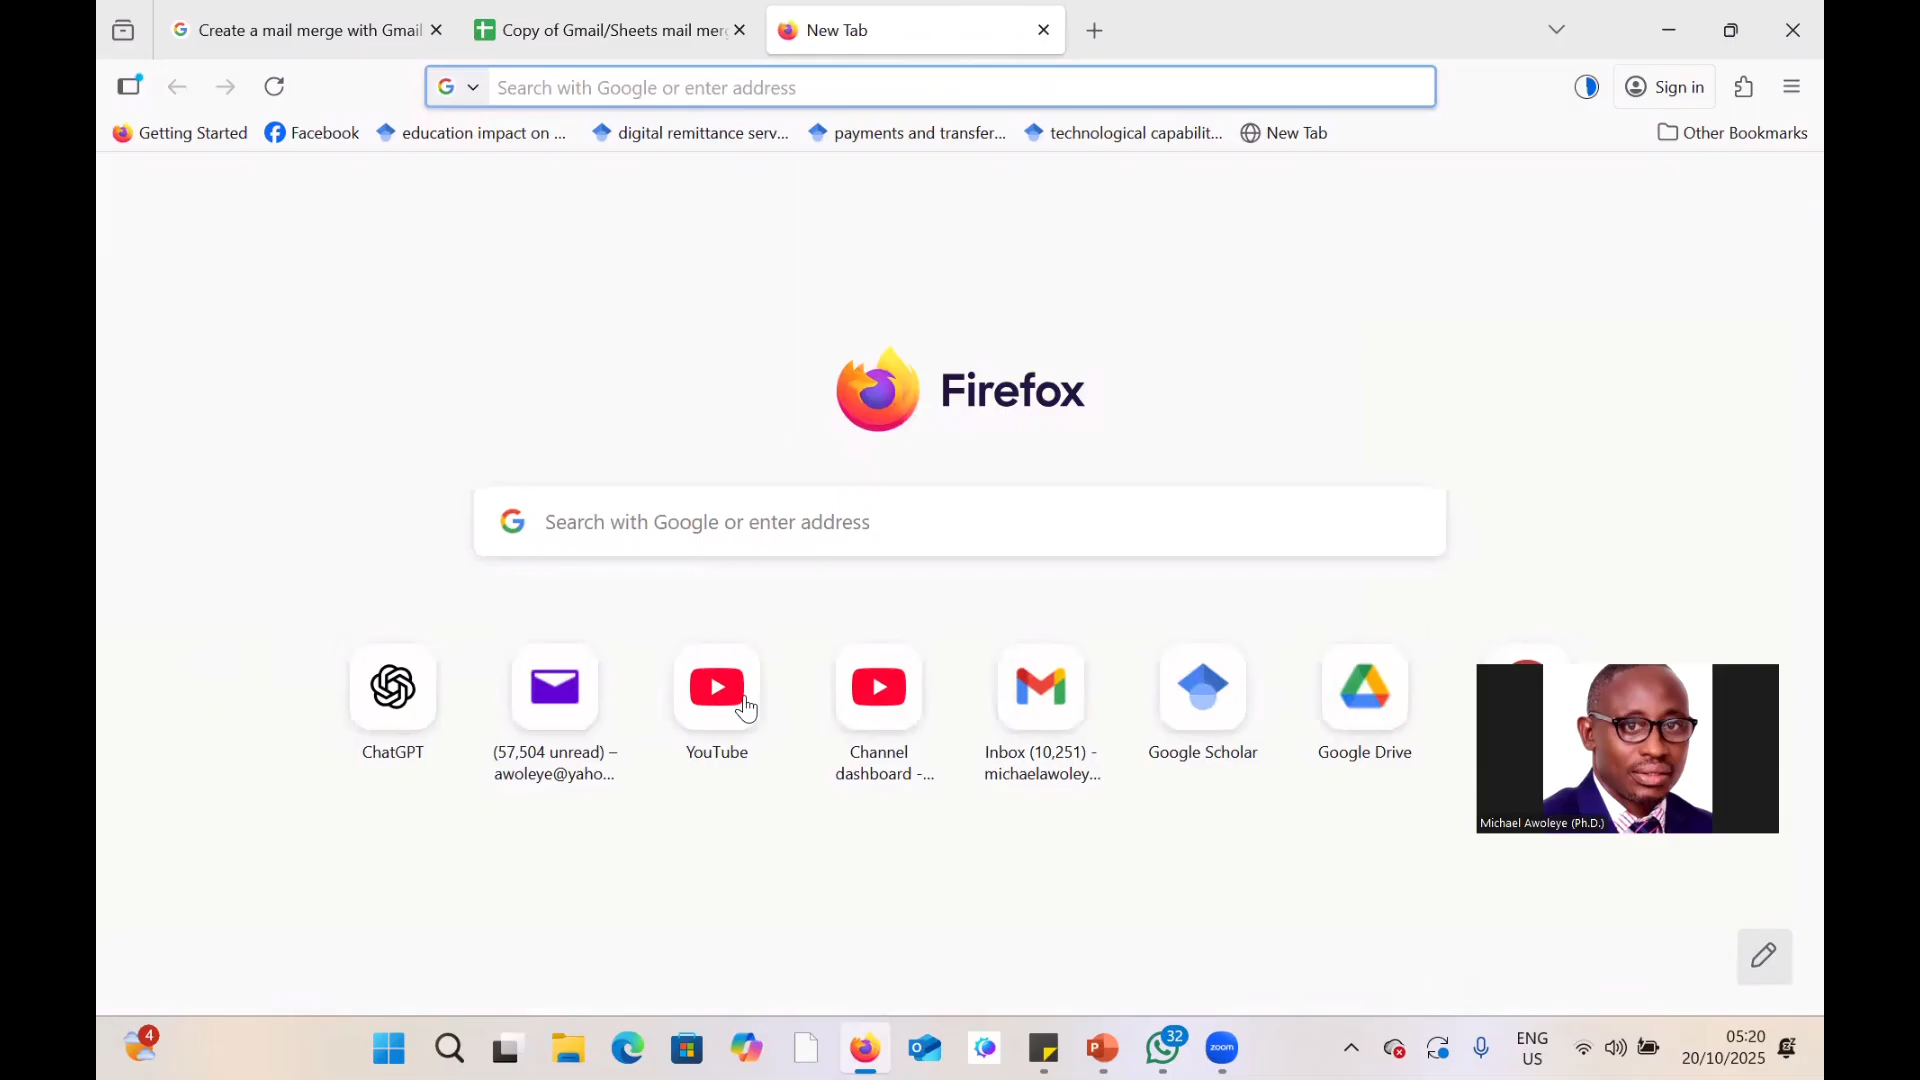 Create a mail merge with Gmail
Copy of Gmail/Sheets mail mer
New Tab
Search with Google or enter address
Sign in
Getting Started
Facebook
education impact on ...
digital remittance serv...
payments and transfer...
technological capabilit...
New Tab
Other Bookmarks
Firefox
Search with Google or enter address
ChatGPT
(57,504 unread) –
awoleye@yaho...
YouTube
Channel
dashboard -...
Inbox (10,251) -
michaelawoley...
Google Scholar
Google Drive
Michael Awoleye (Ph.D.)
4
32
zoom
ENG
US
05:20
20/10/2025